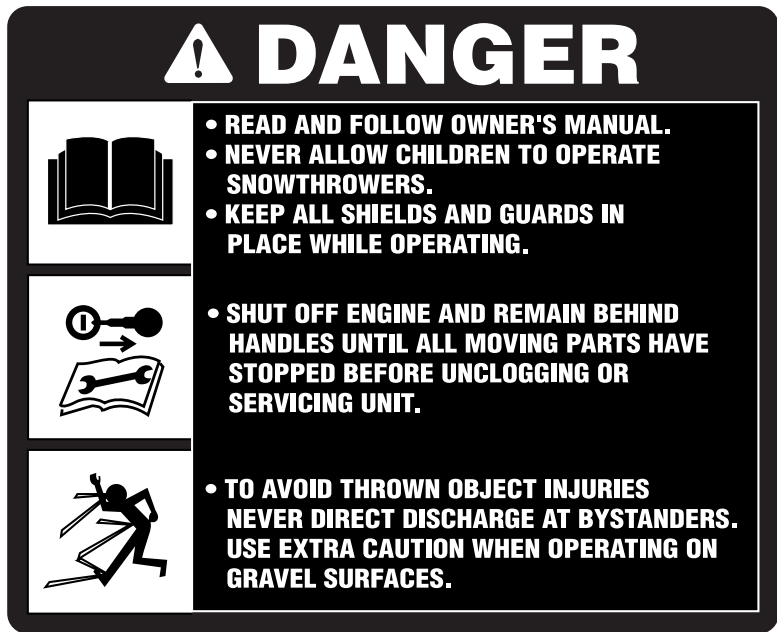 DANGER
• READ AND FOLLOW OWNER'S MANUAL.
• NEVER ALLOW CHILDREN TO OPERATE
SNOWTHROWERS.
• KEEP ALL SHIELDS AND GUARDS IN
PLACE WHILE OPERATING.
• SHUT OFF ENGINE AND REMAIN BEHIND
HANDLES UNTIL ALL MOVING PARTS HAVE
STOPPED BEFORE UNCLOGGING OR
SERVICING UNIT.
• TO AVOID THROWN OBJECT INJURIES
NEVER DIRECT DISCHARGE AT BYSTANDERS.
USE EXTRA CAUTION WHEN OPERATING ON
GRAVEL SURFACES.